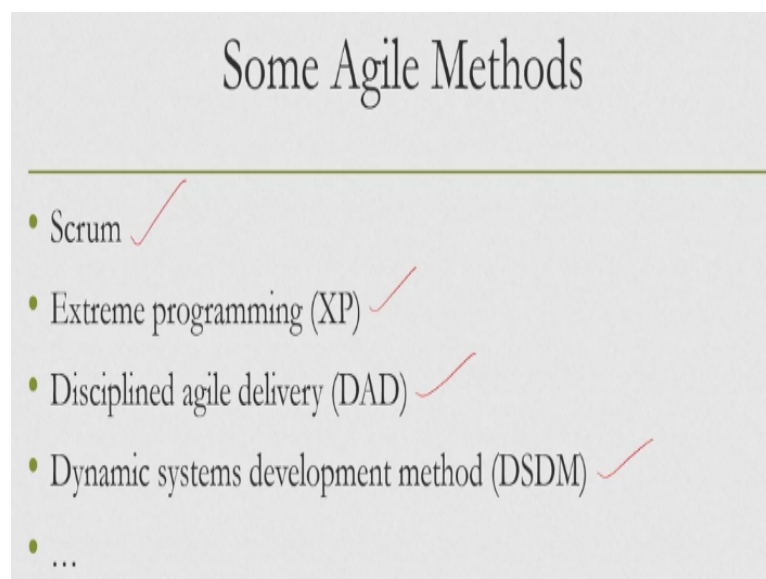 Some Agile Methods
• Scrum
• Extreme programming (XP)
• Disciplined agile delivery (DAD)
• Dynamic systems development method (DSDM)
• ...